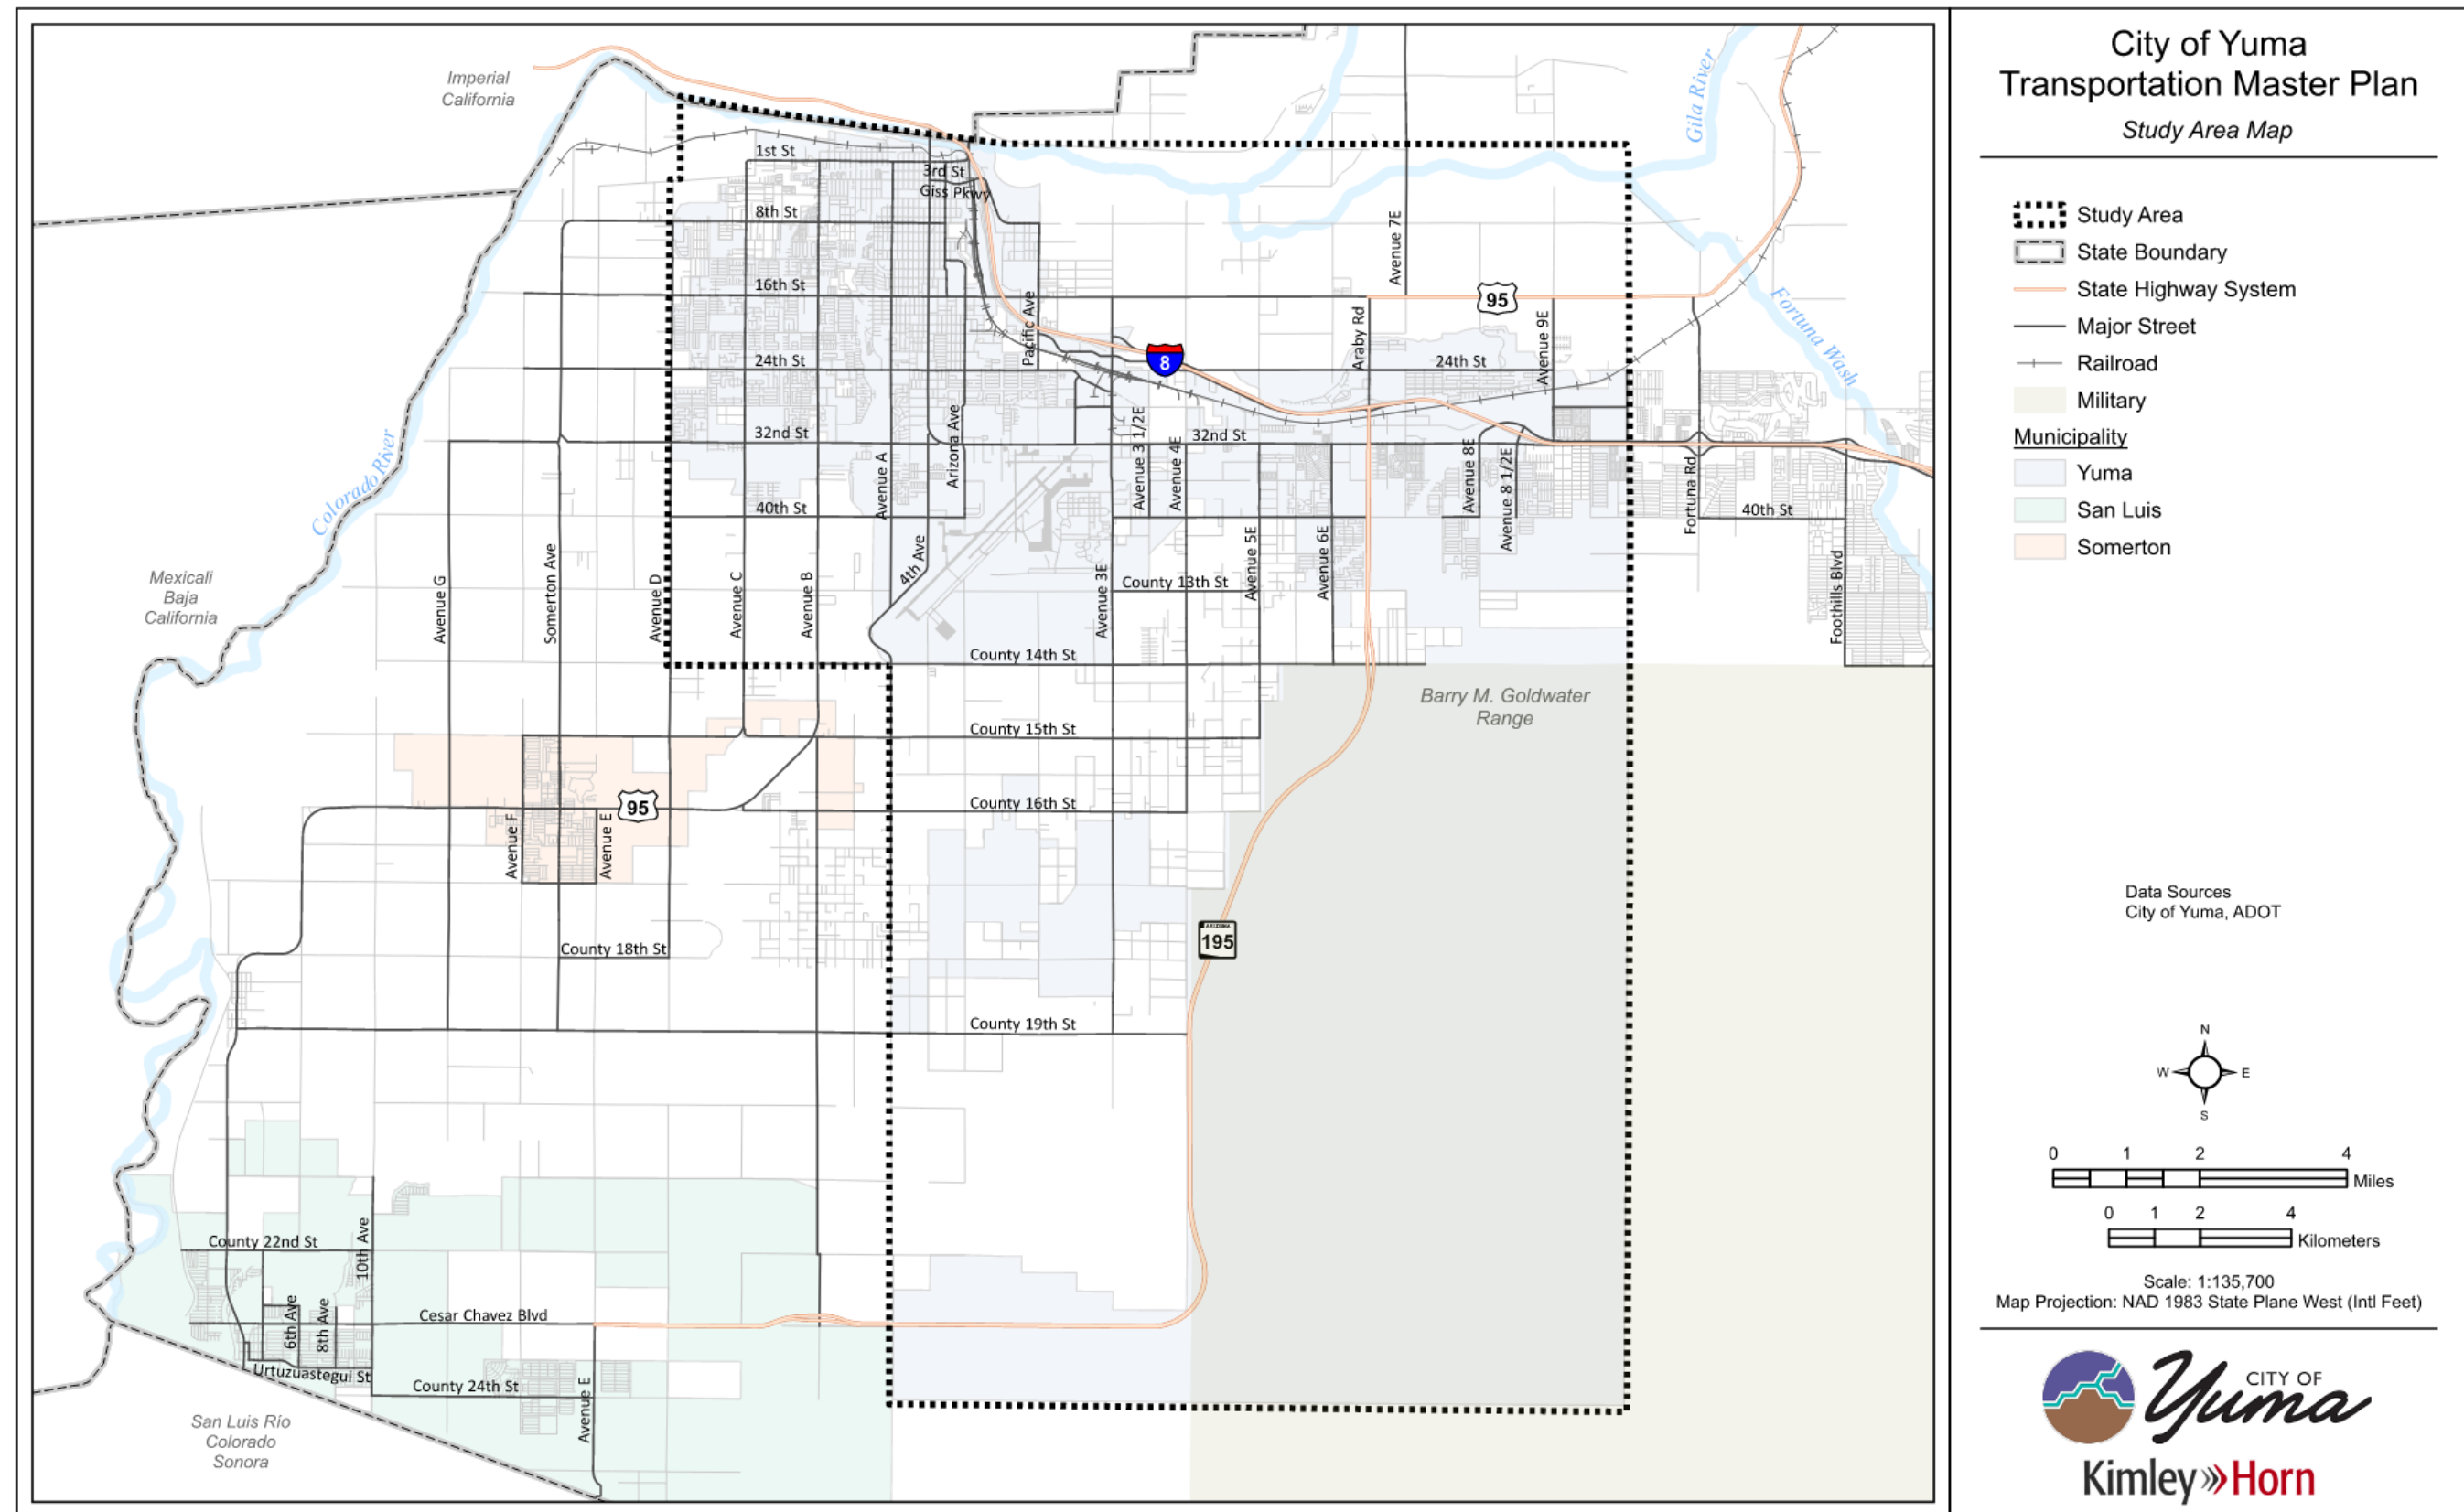 City of Yuma
Transportation Master Plan
Study Area Map
Study Area
State Boundary
State Highway System
Major Street
Railroad
Military
Municipality
Yuma
San Luis
Somerton
Data Sources
City of Yuma, ADOT
N
W
E
S
0 1 2 4
Miles
0 1 2 4
Kilometers
Scale: 1:135,700
Map Projection: NAD 1983 State Plane West (Intl Feet)
CITY OF
Yuma
Kimley»Horn
Imperial
California
Gila River
1st St
3rd St
Giss Pkwy
8th St
Avenue 7E
16th St
95
Pacific Ave
Araby Rd
Avenue 9E
Fortuna Wash
24th St
8
24th St
32nd St
32nd St
Arizona Ave
Avenue A
Avenue 3 1/2E
Avenue 4E
Avenue 8E
Avenue 8 1/2E
Fortuna Rd
Colorado River
40th St
40th St
4th Ave
Avenue 5E
Avenue 6E
Foothills Blvd
Mexicali
Baja
California
Avenue G
Somerton Ave
Avenue D
Avenue C
Avenue B
Avenue 3E
County 13th St
County 14th St
Barry M. Goldwater
Range
County 15th St
95
County 16th St
Avenue F
Avenue E
ARIZONA
195
County 18th St
County 19th St
County 22nd St
10th Ave
6th Ave
8th Ave
Cesar Chavez Blvd
Urtuzuastegui St
County 24th St
Avenue E
San Luis Rio
Colorado
Sonora